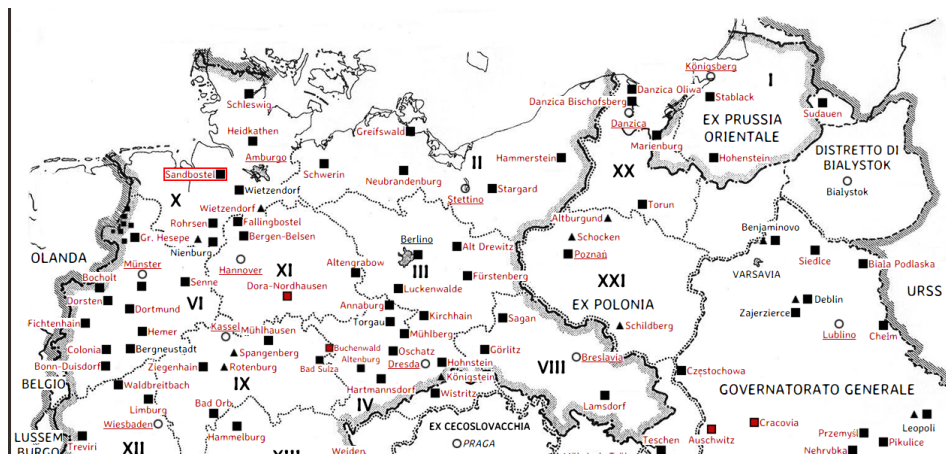 Königsberg
I
Danzica Oliwa
Stablack
Danzica Bischofsberg
Schleswig
Sudauen
EX PRUSSIA
ORIENTALE
Danzica
Heidkathen
Greifswald
Marienburg
DISTRETTO DI
BIALYSTOK
Amburgo
II
Hammerstein
Hohenstein
Sandbostel
Schwerin
Neubrandenburg
XX
Bialystok
Wietzendorf
Stargard
Stettino
X
Wietzendorf
Torun
Altburgund
Rohrsen
Fallingbostel
Benjaminovo
Gr. Hesepe
Bergen-Belsen
Berlino
Alt Drewitz
Schocken
Nienburg
Poznań
Siedlce
OLANDA
Münster
Hannover
XI
Altengrabow
III
VARSAVIA
Biala Podlaska
Bocholt
Senne
Dora-Nordhausen
Luckenwalde
Fürstenberg
XXI
URSS
Dorsten
Dortmund
VI
Annaburg
EX POLONIA
Deblin
Zajerzierce
Fichtenhain
Kassel
Mühlhausen
Torgau
Kirchhain
Sagan
Schildberg
Lublino
Chelm
Hemer
Mühlberg
Colonia
Bergneustadt
Spangenberg
Buchenwald
Oschatz
Görlitz
Breslavia
Bonn-Duisdorf
Ziegenhain
Rotenburg
Altenburg
Bad Sulza
Dresda
Hohnstein
VIII
Częstochowa
BELGIO
Waldbreitbach
IX
Hartmannsdorf
Königstein
GOVERNATORATO GENERALE
Limburg
Bad Orb
IV
Wistritz
Lamsdorf
Wiesbaden
Hammelburg
EX CECOSLOVACCHIA
Cracovia
Leopoli
LUSSEM
BURGO
Treviri
XII
XIII
Weiden
PRAGA
Teschen
Auschwitz
Przemyśl
Pikulice
Nehrybka